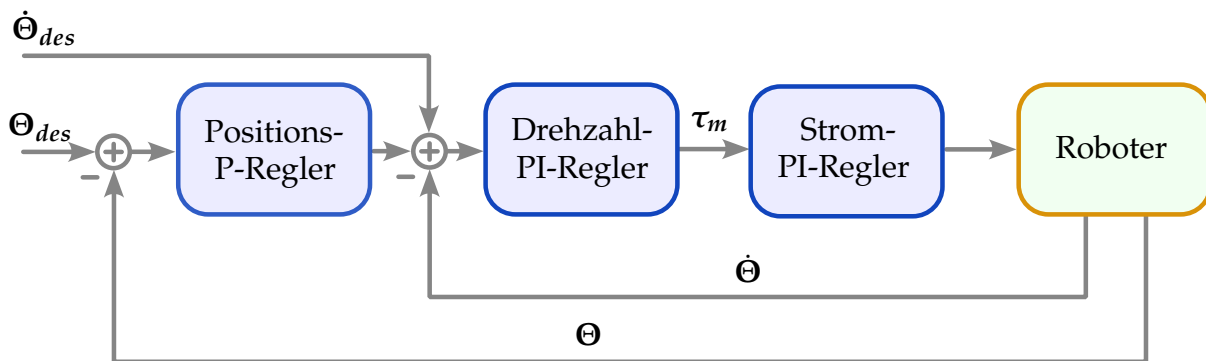 Θ̇des
Θdes
+
−
Positions-
P-Regler
+
−
Drehzahl-
PI-Regler
τm
Strom-
PI-Regler
Roboter
Θ̇
Θ